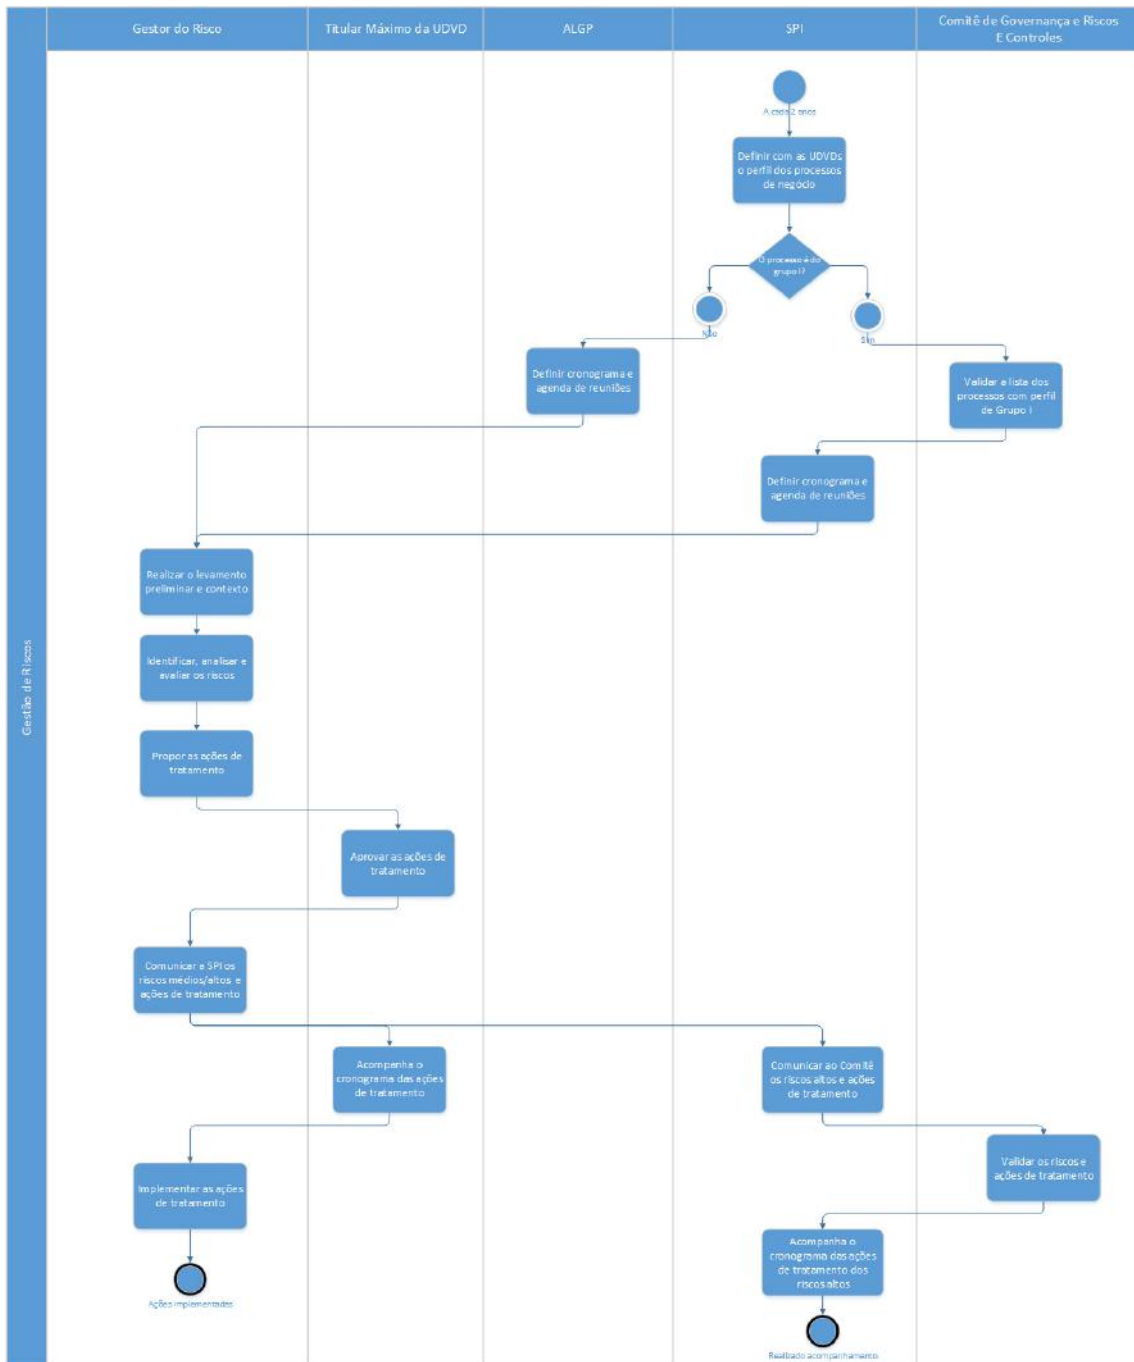 Gestor do Risco
Titular Máximo da UDVD
ALGP
SPI
Comitê de Governança e Riscos
E Controles
Gestão de Riscos
A cada 2 anos
Definir com as UDVDs
o perfil dos processos
de negócio
O processo é do
grupo I?
Não
Sim
Definir cronograma e
agenda de reuniões
Validar a lista dos
processos com perfil
de Grupo I
Definir cronograma e
agenda de reuniões
Realizar o levamento
preliminar e contexto
Identificar, analisar e
avaliar os riscos
Propor as ações de
tratamento
Aprovar as ações de
tratamento
Comunicar a SPI os
riscos médios/altos e
ações de tratamento
Acompanha o
cronograma das ações
de tratamento
Comunicar ao Comitê
os riscos altos e ações
de tratamento
Validar os riscos e
ações de tratamento
Implementar as ações
de tratamento
Acompanha o
cronograma das ações
de tratamento dos
riscos altos
Ações implementadas
Realizado acompanhamento